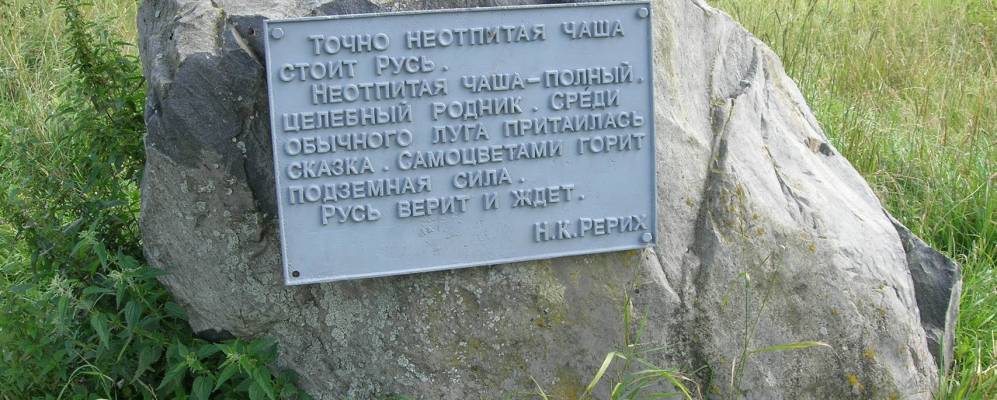 Точно неотпитая чаша
стоит Русь.
Неотпитая чаша-полный.
целебный родник. Среди
обычного луга притаилась
сказка. Самоцветами горит
подземная сила.
Русь верит и ждет.
Н.К.Рерих